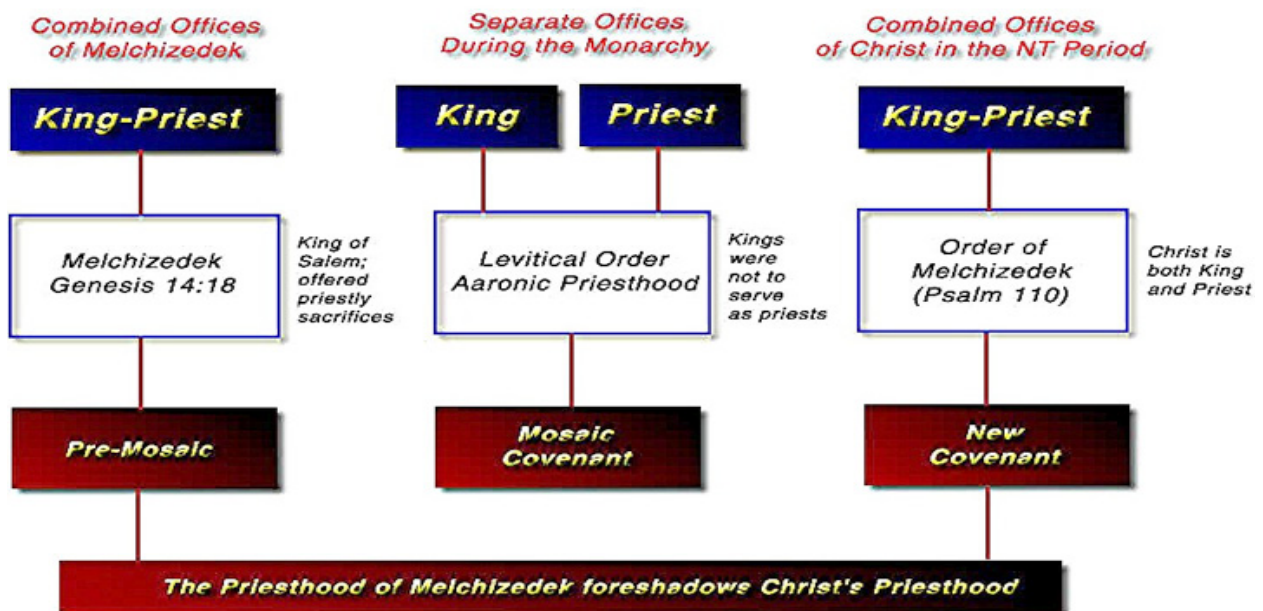 Combined Offices
of Melchizedek
King-Priest
Melchizedek
Genesis 14:18
King of
Salem;
offered
priestly
sacrifices
Pre-Mosaic
Separate Offices
During the Monarchy
King
Priest
Levitical Order
Aaronic Priesthood
Kings
were
not to
serve
as priests
Mosaic
Covenant
Combined Offices
of Christ in the NT Period
King-Priest
Order of
Melchizedek
(Psalm 110)
Christ is
both King
and Priest
New
Covenant
The Priesthood of Melchizedek foreshadows Christ's Priesthood